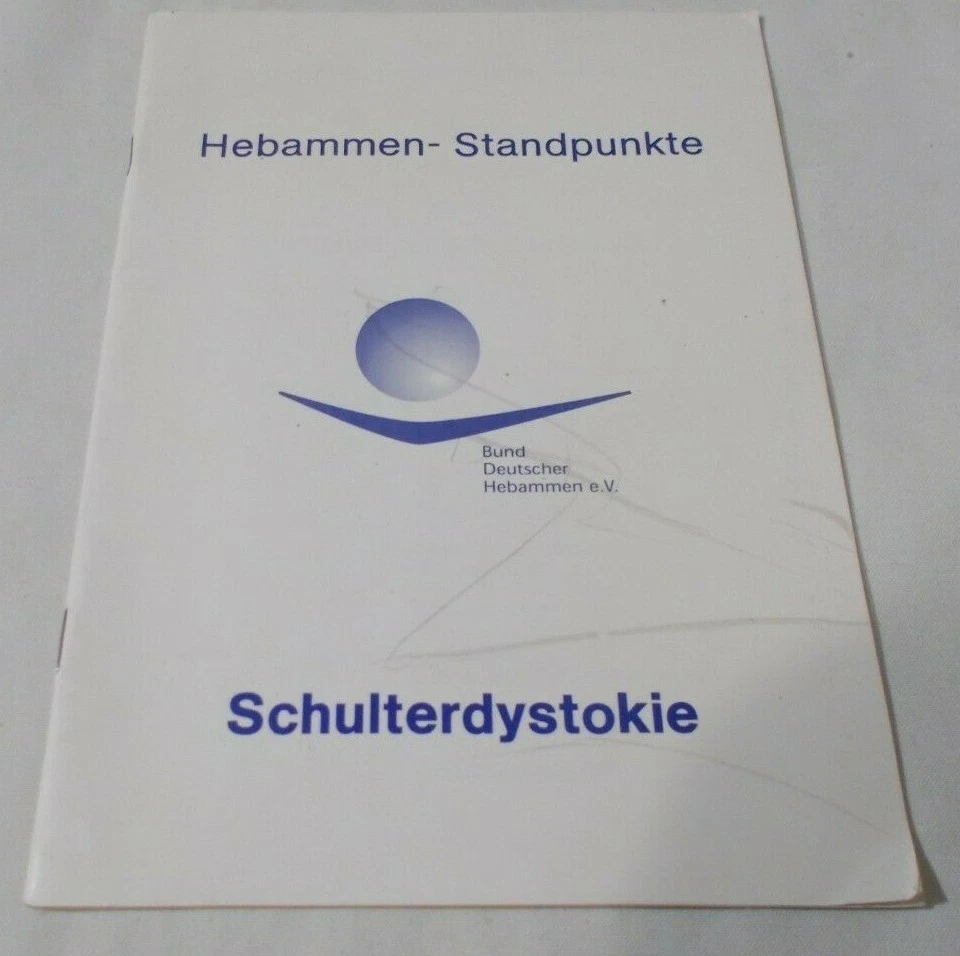 Hebammen- Standpunkte
Bund
Deutscher
Hebammen e.V.
Schulterdystokie